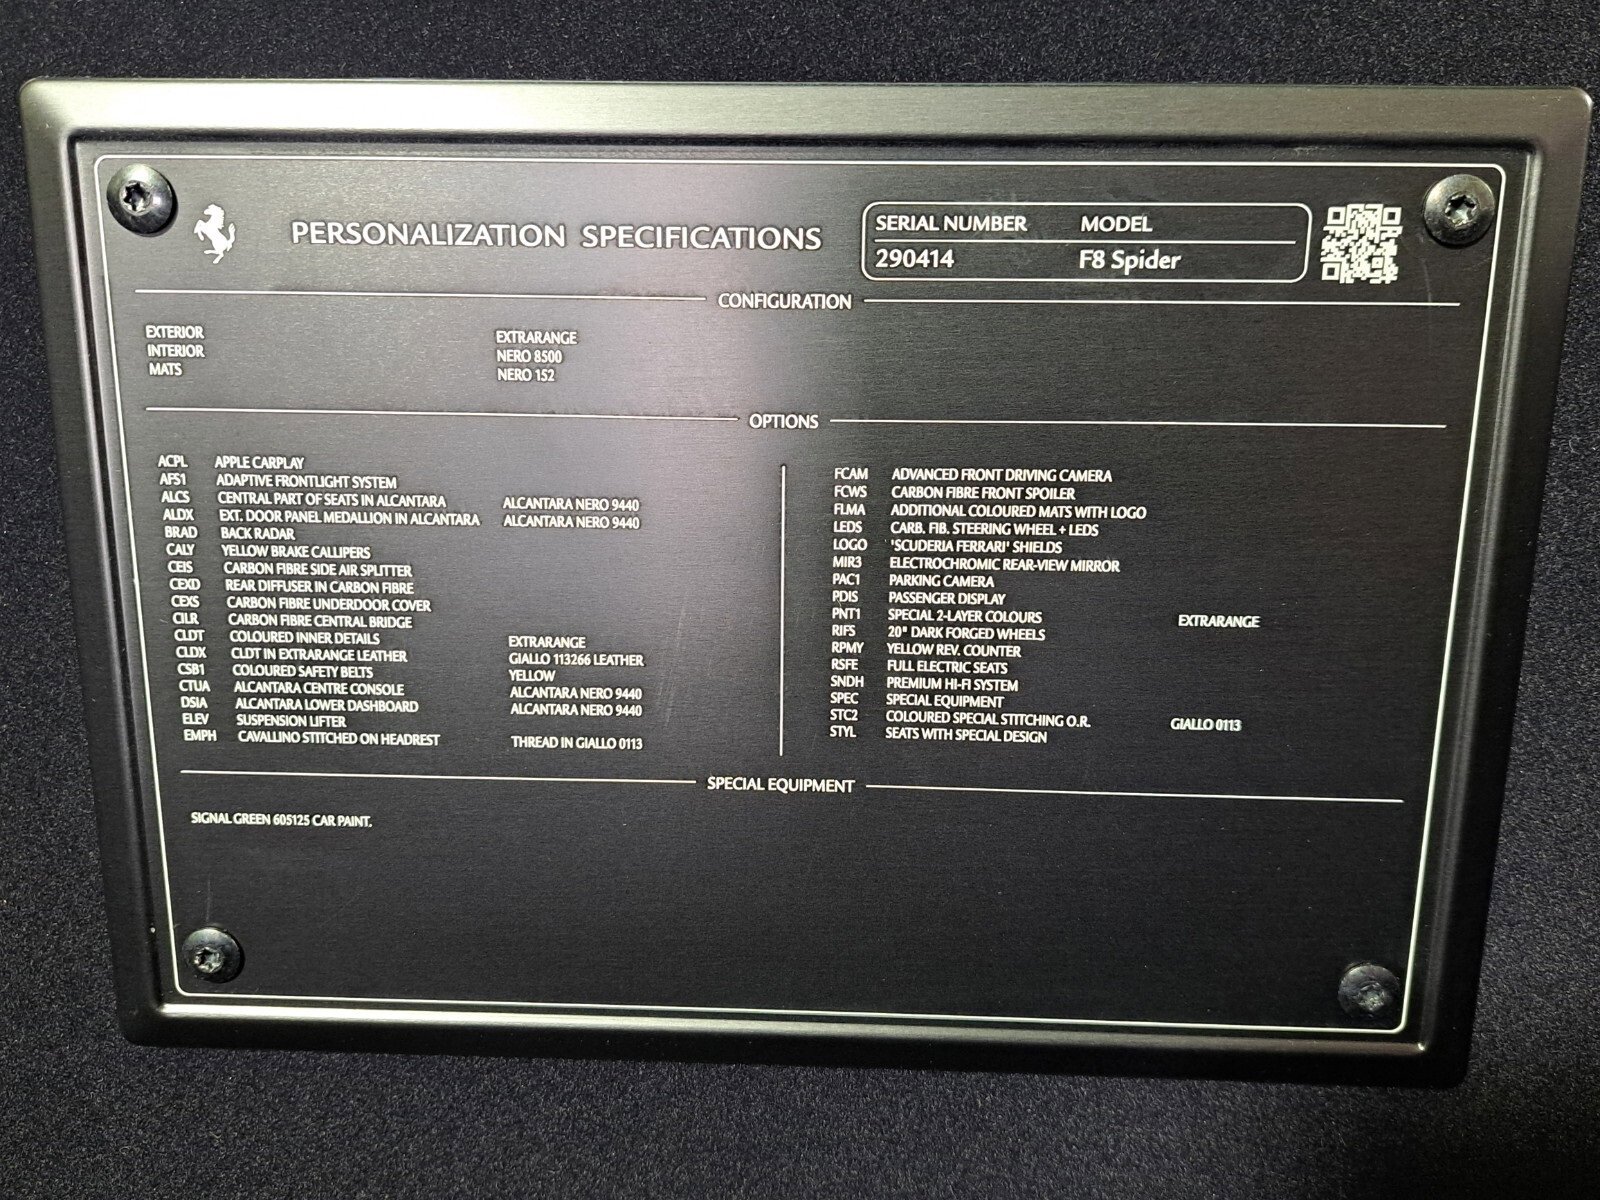 PERSONALIZATION SPECIFICATIONS
SERIAL NUMBER MODEL
290414 F8 Spider
CONFIGURATION
EXTERIOR EXTRARANGE
INTERIOR NERO 8500
MATS NERO 152
OPTIONS
ACPL APPLE CARPLAY
AFS1 ADAPTIVE FRONTLIGHT SYSTEM
ALCS CENTRAL PART OF SEATS IN ALCANTARA ALCANTARA NERO 9440
ALDX EXT. DOOR PANEL MEDALLION IN ALCANTARA ALCANTARA NERO 9440
BRAD BACK RADAR
CALY YELLOW BRAKE CALLIPERS
CEIS CARBON FIBRE SIDE AIR SPLITTER
CEXD REAR DIFFUSER IN CARBON FIBRE
CEXS CARBON FIBRE UNDERDOOR COVER
CILR CARBON FIBRE CENTRAL BRIDGE
CLDT COLOURED INNER DETAILS EXTRARANGE
CLDX CLDT IN EXTRARANGE LEATHER GIALLO 113266 LEATHER
CSB1 COLOURED SAFETY BELTS YELLOW
CTUA ALCANTARA CENTRE CONSOLE ALCANTARA NERO 9440
DSIA ALCANTARA LOWER DASHBOARD ALCANTARA NERO 9440
ELEV SUSPENSION LIFTER
EMPH CAVALLINO STITCHED ON HEADREST THREAD IN GIALLO 0113
FCAM ADVANCED FRONT DRIVING CAMERA
FCWS CARBON FIBRE FRONT SPOILER
FLMA ADDITIONAL COLOURED MATS WITH LOGO
LEDS CARB. FIB. STEERING WHEEL + LEDS
LOGO 'SCUDERIA FERRARI' SHIELDS
MIR3 ELECTROCHROMIC REAR-VIEW MIRROR
PAC1 PARKING CAMERA
PDIS PASSENGER DISPLAY
PNT1 SPECIAL 2-LAYER COLOURS EXTRARANGE
RIFS 20" DARK FORGED WHEELS
RPMY YELLOW REV. COUNTER
RSFE FULL ELECTRIC SEATS
SNDH PREMIUM HI-FI SYSTEM
SPEC SPECIAL EQUIPMENT
STC2 COLOURED SPECIAL STITCHING O.R. GIALLO 0113
STYL SEATS WITH SPECIAL DESIGN
SPECIAL EQUIPMENT
SIGNAL GREEN 605125 CAR PAINT.